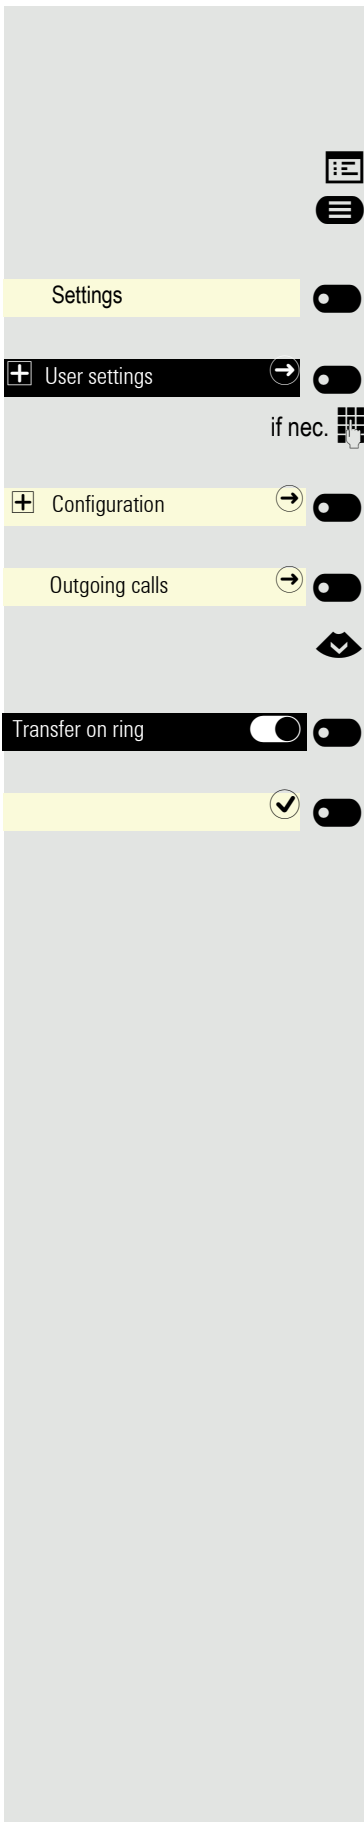 Settings
User settings
if nec.
Configuration
Outgoing calls
Transfer on ring